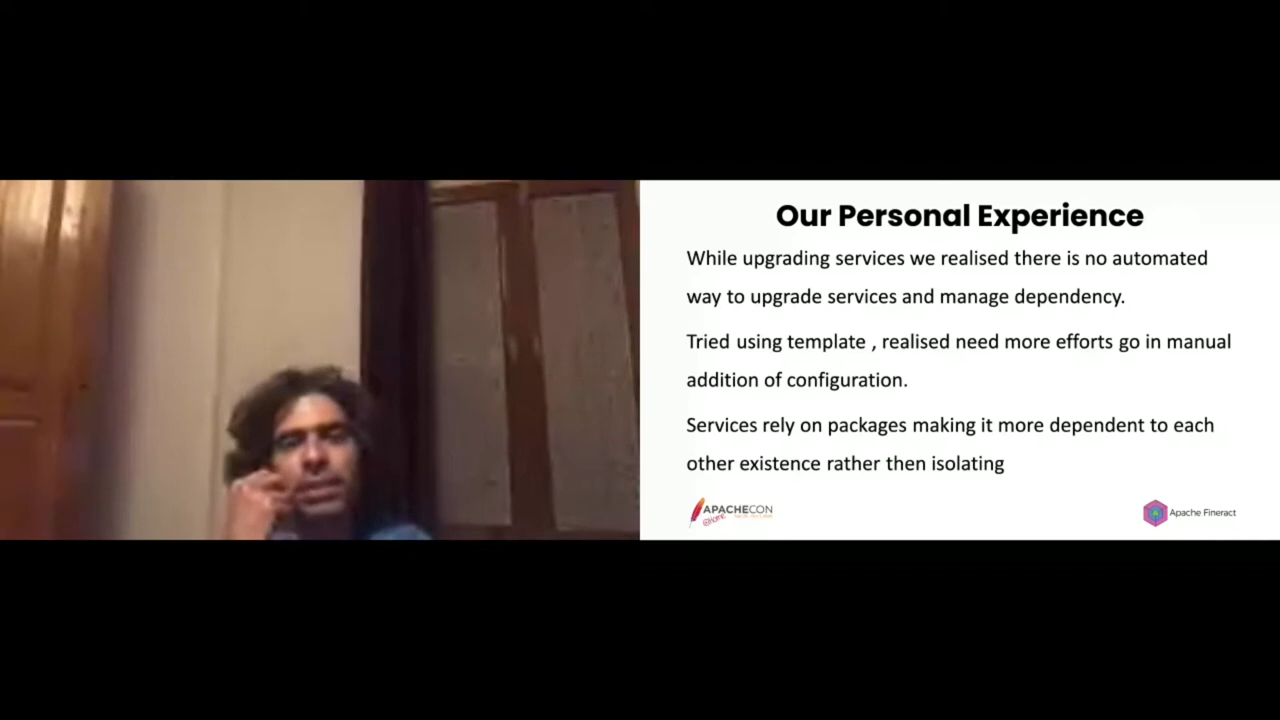 Our Personal Experience
While upgrading services we realised there is no automated
way to upgrade services and manage dependency.
Tried using template , realised need more efforts go in manual
addition of configuration.
Services rely on packages making it more dependent to each
other existence rather then isolating
APACHECON
@Home
Apache Fineract